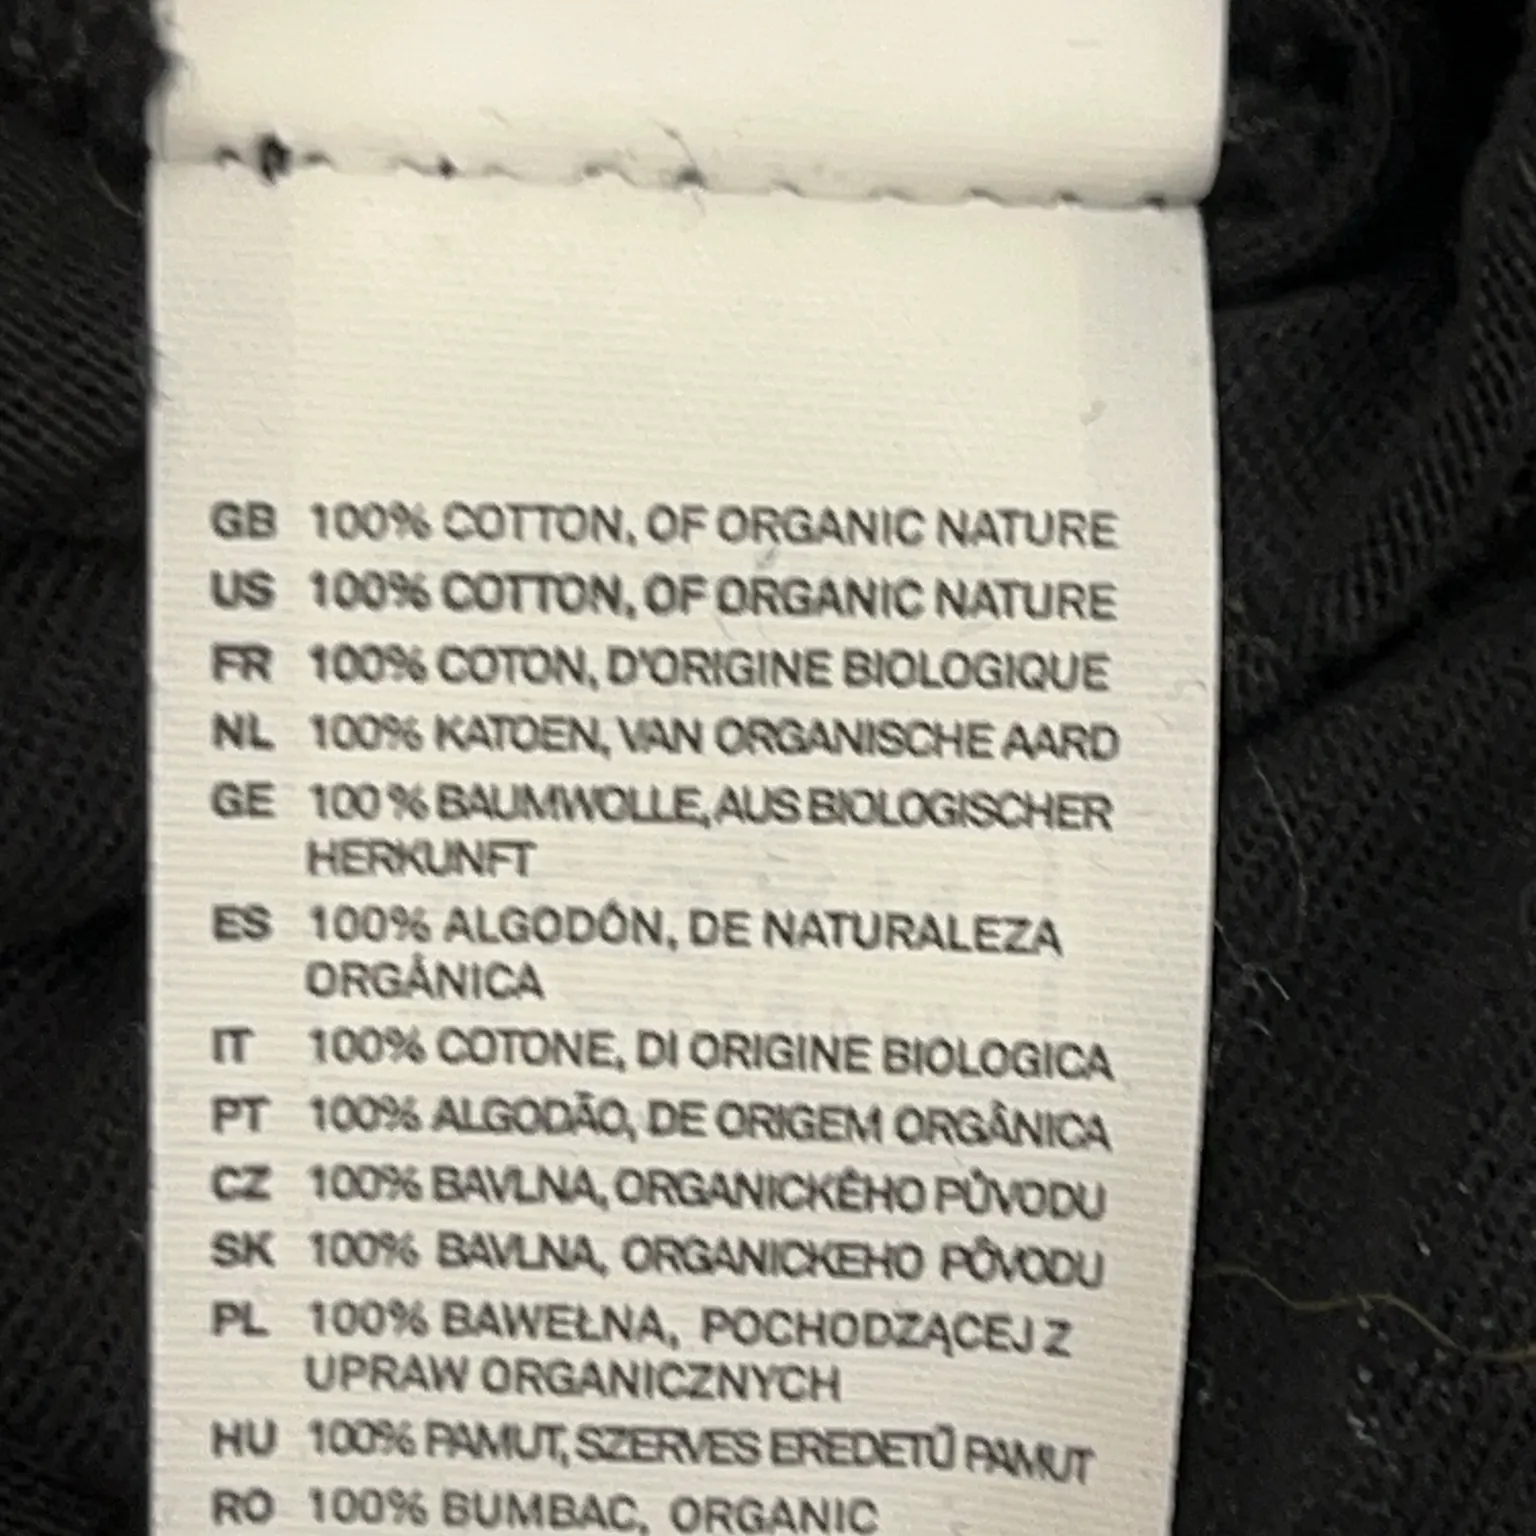 GB 100% COTTON, OF ORGANIC NATURE
US 100% COTTON, OF ORGANIC NATURE
FR 100% COTON, D'ORIGINE BIOLOGIQUE
NL 100% KATOEN, VAN ORGANISCHE AARD
GE 100% BAUMWOLLE, AUS BIOLOGISCHER
HERKUNFT
ES 100% ALGODÓN, DE NATURALEZA
ORGÁNICA
IT 100% COTONE, DI ORIGINE BIOLOGICA
PT 100% ALGODÃO, DE ORIGEM ORGÂNICA
CZ 100% BAVLNA, ORGANICKÉHO PŮVODU
SK 100% BAVLNA, ORGANICKEHO PÔVODU
PL 100% BAWEŁNA, POCHODZĄCEJ Z
UPRAW ORGANICZNYCH
HU 100% PAMUT, SZERVES EREDETŰ PAMUT
RO 100% BUMBAC, ORGANIC